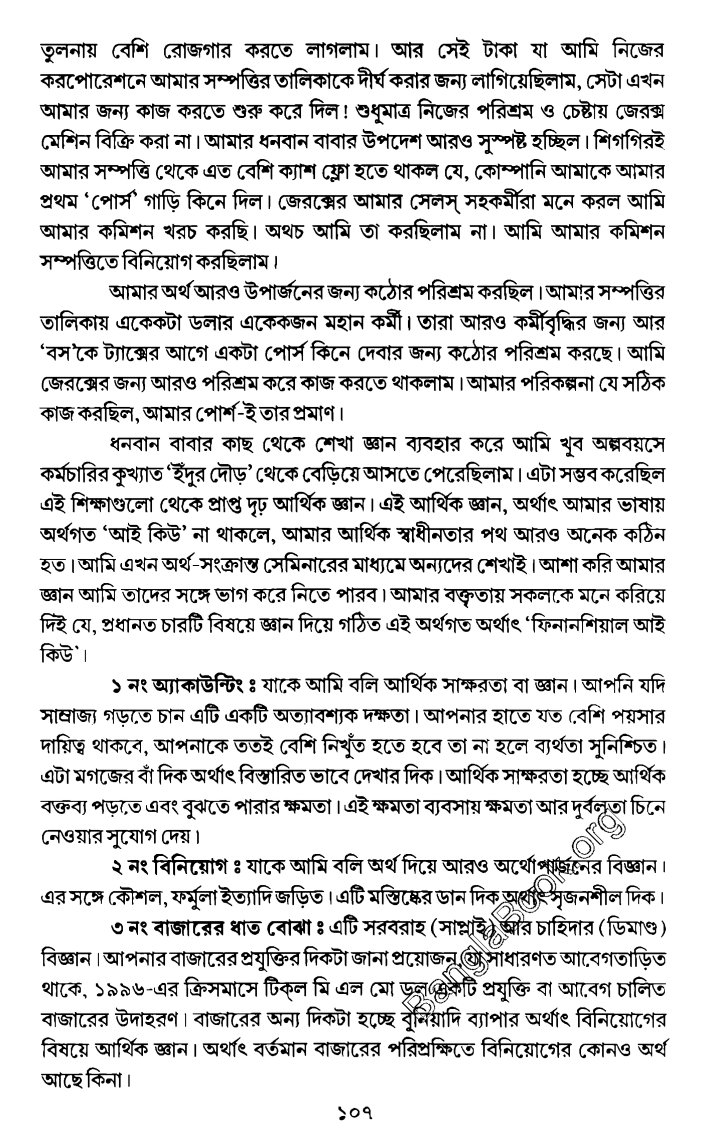 তুলনায় বেশি রোজগার করতে লাগলাম। আর সেই টাকা যা আমি নিজের
করপোরেশনে আমার সম্পত্তির তালিকাকে দীর্ঘ করার জন্য লাগিয়েছিলাম, সেটা এখন
আমার জন্য কাজ করতে শুরু করে দিল! শুধুমাত্র নিজের পরিশ্রম ও চেষ্টায় জেরক্স
মেশিন বিক্রি করা না। আমার ধনবান বাবার উপদেশ আরও সুস্পষ্ট হচ্ছিল। শিগগিরই
আমার সম্পত্তি থেকে এত বেশি ক্যাশ ফ্লো হতে থাকল যে, কোম্পানি আমাকে আমার
প্রথম ‘পোর্স’ গাড়ি কিনে দিল। জেরক্সের আমার সেলস্ সহকর্মীরা মনে করল আমি
আমার কমিশন খরচ করছি। অথচ আমি তা করছিলাম না। আমি আমার কমিশন
সম্পত্তিতে বিনিয়োগ করছিলাম।
আমার অর্থ আরও উপার্জনের জন্য কঠোর পরিশ্রম করছিল। আমার সম্পত্তির
তালিকায় একেকটা ডলার একেকজন মহান কর্মী। তারা আরও কর্মীবৃদ্ধির জন্য আর
‘বস’কে ট্যাক্সের আগে একটা পোর্স কিনে দেবার জন্য কঠোর পরিশ্রম করছে। আমি
জেরক্সের জন্য আরও পরিশ্রম করে কাজ করতে থাকলাম। আমার পরিকল্পনা যে সঠিক
কাজ করছিল, আমার পোর্শ-ই তার প্রমাণ।
ধনবান বাবার কাছ থেকে শেখা জ্ঞান ব্যবহার করে আমি খুব অল্পবয়সে
কর্মচারির কুখ্যাত ‘ইঁদুর দৌড়’ থেকে বেড়িয়ে আসতে পেরেছিলাম। এটা সম্ভব করেছিল
এই শিক্ষাগুলো থেকে প্রাপ্ত দৃঢ় আর্থিক জ্ঞান। এই আর্থিক জ্ঞান, অর্থাৎ আমার ভাষায়
অর্থগত ‘আই কিউ’ না থাকলে, আমার আর্থিক স্বাধীনতার পথ আরও অনেক কঠিন
হত। আমি এখন অর্থ-সংক্রান্ত সেমিনারের মাধ্যমে অন্যদের শেখাই। আশা করি আমার
জ্ঞান আমি তাদের সঙ্গে ভাগ করে নিতে পারব। আমার বক্তৃতায় সকলকে মনে করিয়ে
দিই যে, প্রধানত চারটি বিষয়ে জ্ঞান দিয়ে গঠিত এই অর্থগত অর্থাৎ ‘ফিনানশিয়াল আই
কিউ’।
১ নং অ্যাকাউন্টিং ঃ যাকে আমি বলি আর্থিক সাক্ষরতা বা জ্ঞান। আপনি যদি
সাম্রাজ্য গড়তে চান এটি একটি অত্যাবশ্যক দক্ষতা। আপনার হাতে যত বেশি পয়সার
দায়িত্ব থাকবে, আপনাকে ততই বেশি নিখুঁত হতে হবে তা না হলে ব্যর্থতা সুনিশ্চিত।
এটা মগজের বাঁ দিক অর্থাৎ বিস্তারিত ভাবে দেখার দিক। আর্থিক সাক্ষরতা হচ্ছে আর্থিক
বক্তব্য পড়তে এবং বুঝতে পারার ক্ষমতা। এই ক্ষমতা ব্যবসায় ক্ষমতা আর দুর্বলতা চিনে
নেওয়ার সুযোগ দেয়।
২ নং বিনিয়োগ ঃ যাকে আমি বলি অর্থ দিয়ে আরও অর্থোপার্জনের বিজ্ঞান।
এর সঙ্গে কৌশল, ফর্মুলা ইত্যাদি জড়িত। এটি মস্তিষ্কের ডান দিক অর্থাৎ সৃজনশীল দিক।
৩ নং বাজারের ধাত বোঝা ঃ এটি সরবরাহ (সাপ্লাই) আর চাহিদার (ডিমাণ্ড)
বিজ্ঞান। আপনার বাজারের প্রযুক্তির দিকটা জানা প্রয়োজন, যা সাধারণত আবেগতাড়িত
থাকে, ১৯৯৬-এর ক্রিসমাসে টিক্‌ল মি এল মো ডল একটি প্রযুক্তি বা আবেগ চালিত
বাজারের উদাহরণ। বাজারের অন্য দিকটা হচ্ছে বুনিয়াদি ব্যাপার অর্থাৎ বিনিয়োগের
বিষয়ে আর্থিক জ্ঞান। অর্থাৎ বর্তমান বাজারের পরিপ্রক্ষিতে বিনিয়োগের কোনও অর্থ
আছে কিনা।
BanglaBook.org
১০৭